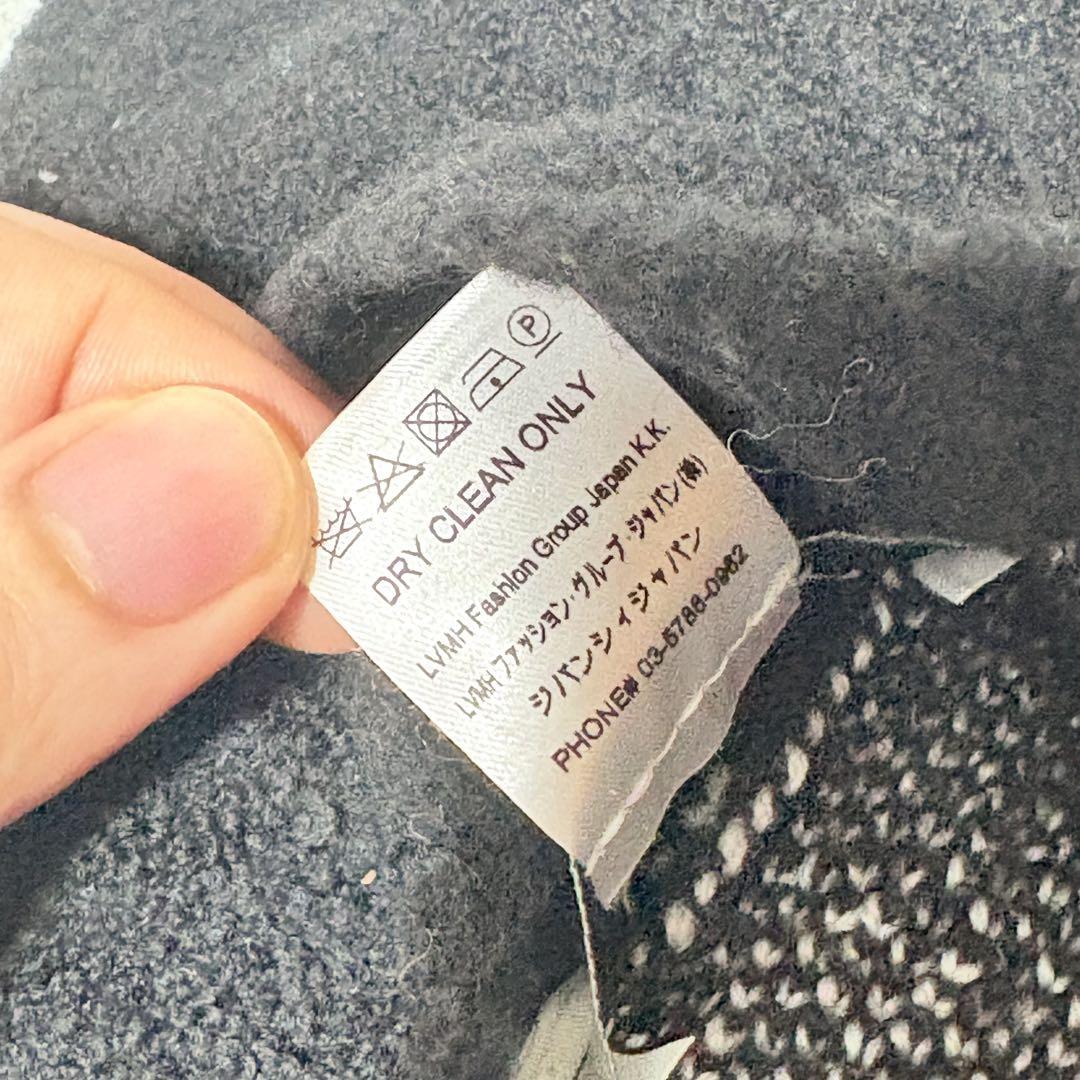 P
DRY CLEAN ONLY
LVMH Fashion Group Japan K.K.
LVMH ファッション・グループ・ジャパン(株)
ジバンシィジャパン
PHONE# 03-5786-0962